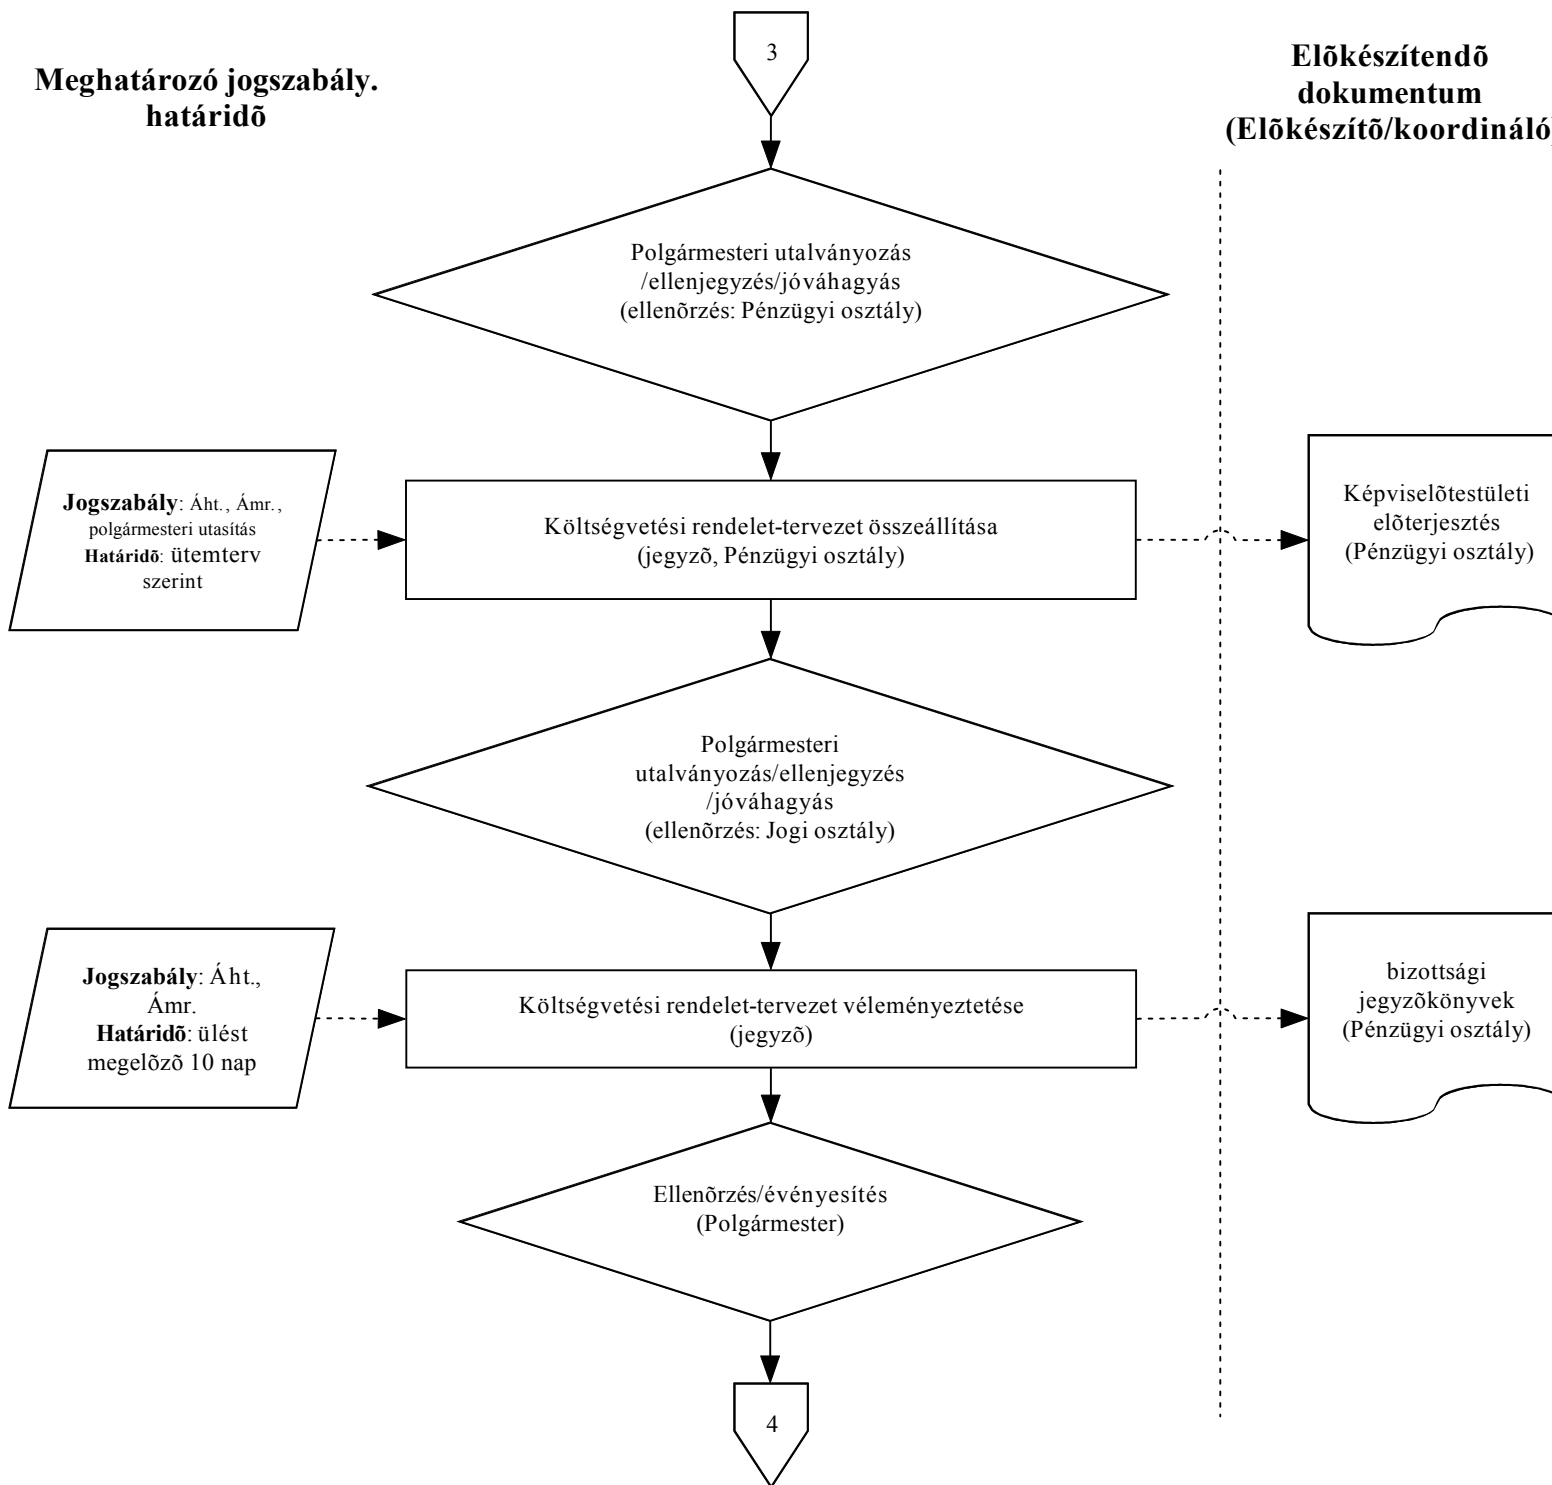 3
Meghatározó jogszabály.
határidõ
Elõkészítendõ
dokumentum
(Elõkészítõ/koordináló)
Polgármesteri utalványozás
/ellenjegyzés/jóváhagyás
(ellenõrzés: Pénzügyi osztály)
Jogszabály: Áht., Ámr.,
polgármesteri utasítás
Határidõ: ütemterv
szerint
Költségvetési rendelet-tervezet összeállítása
(jegyzõ, Pénzügyi osztály)
Képviselõtestületi
elõterjesztés
(Pénzügyi osztály)
Polgármesteri
utalványozás/ellenjegyzés
/jóváhagyás
(ellenõrzés: Jogi osztály)
Jogszabály: Áht.,
Ámr.
Határidõ: ülést
megelõzõ 10 nap
Költségvetési rendelet-tervezet véleményeztetése
(jegyzõ)
bizottsági
jegyzõkönyvek
(Pénzügyi osztály)
Ellenõrzés/évényesítés
(Polgármester)
4